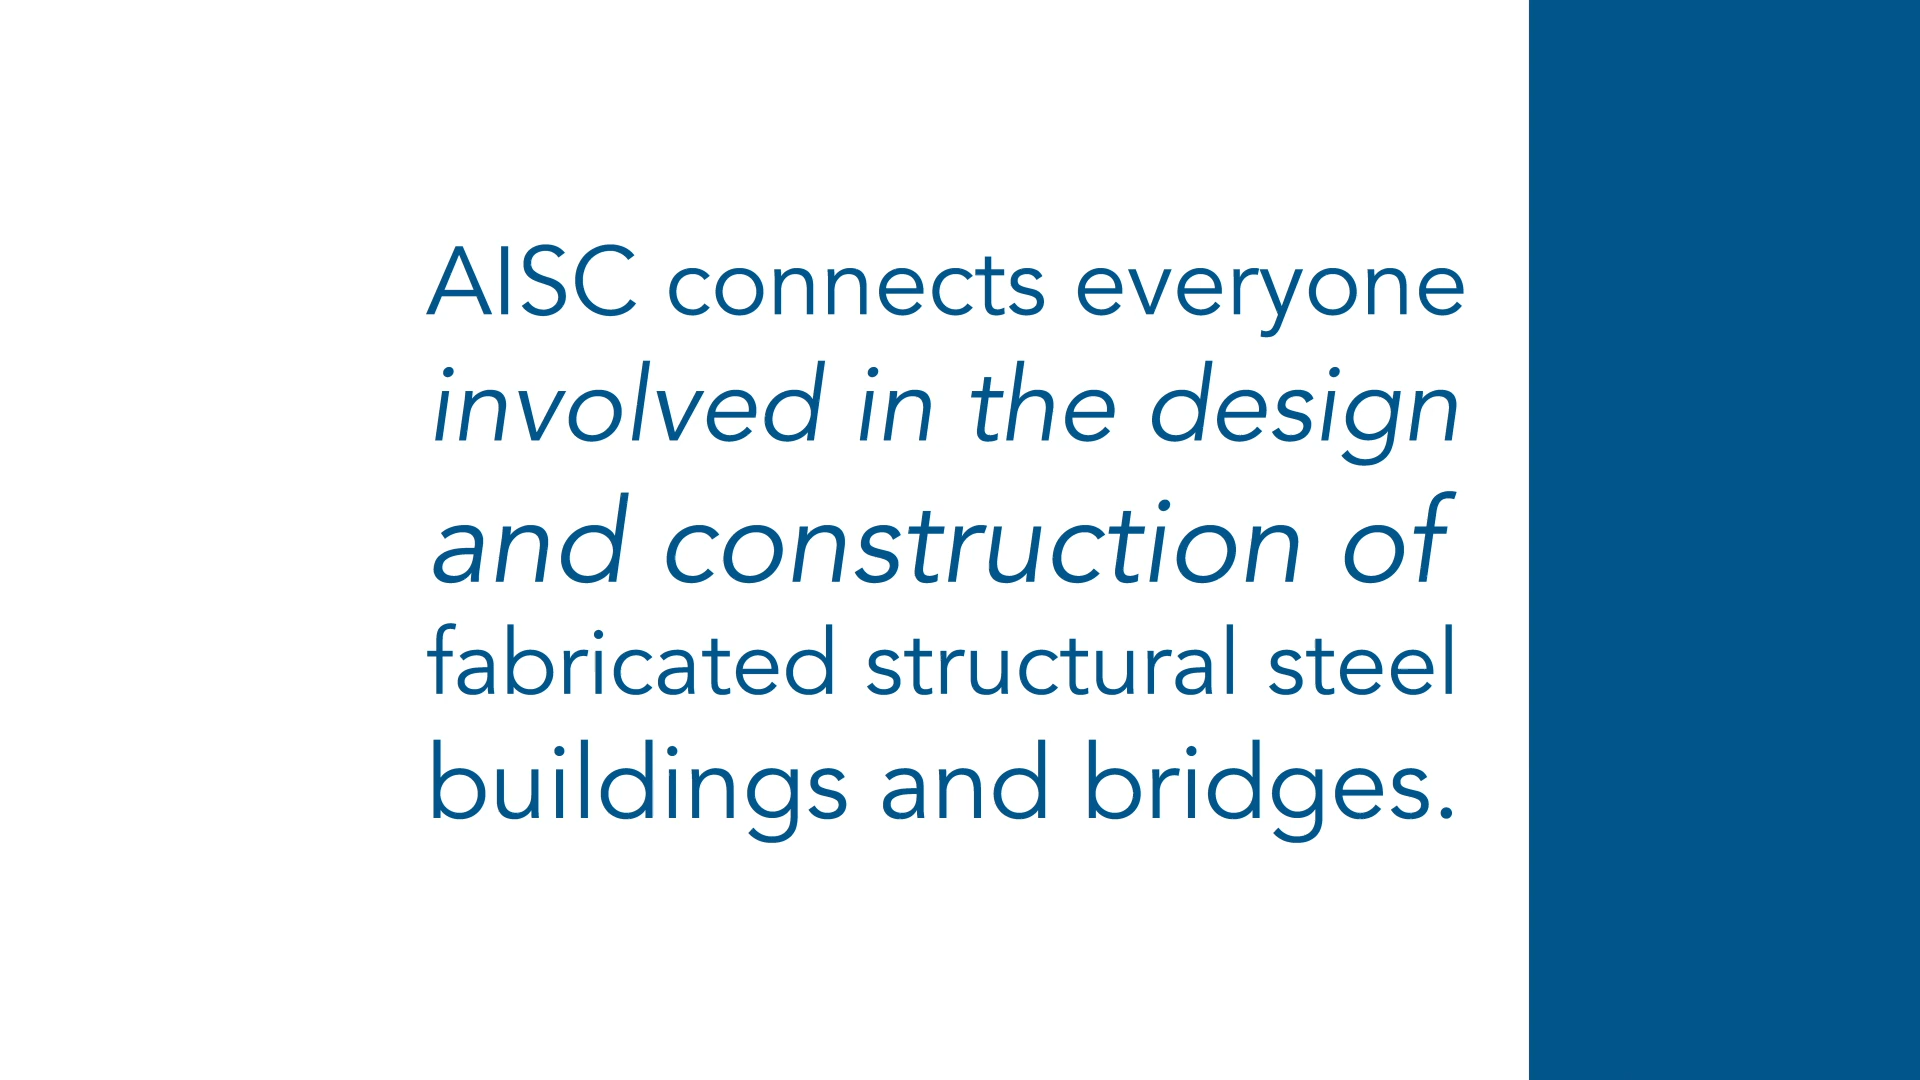 AISC connects everyone
involved in the design
and construction of
fabricated structural steel
buildings and bridges.